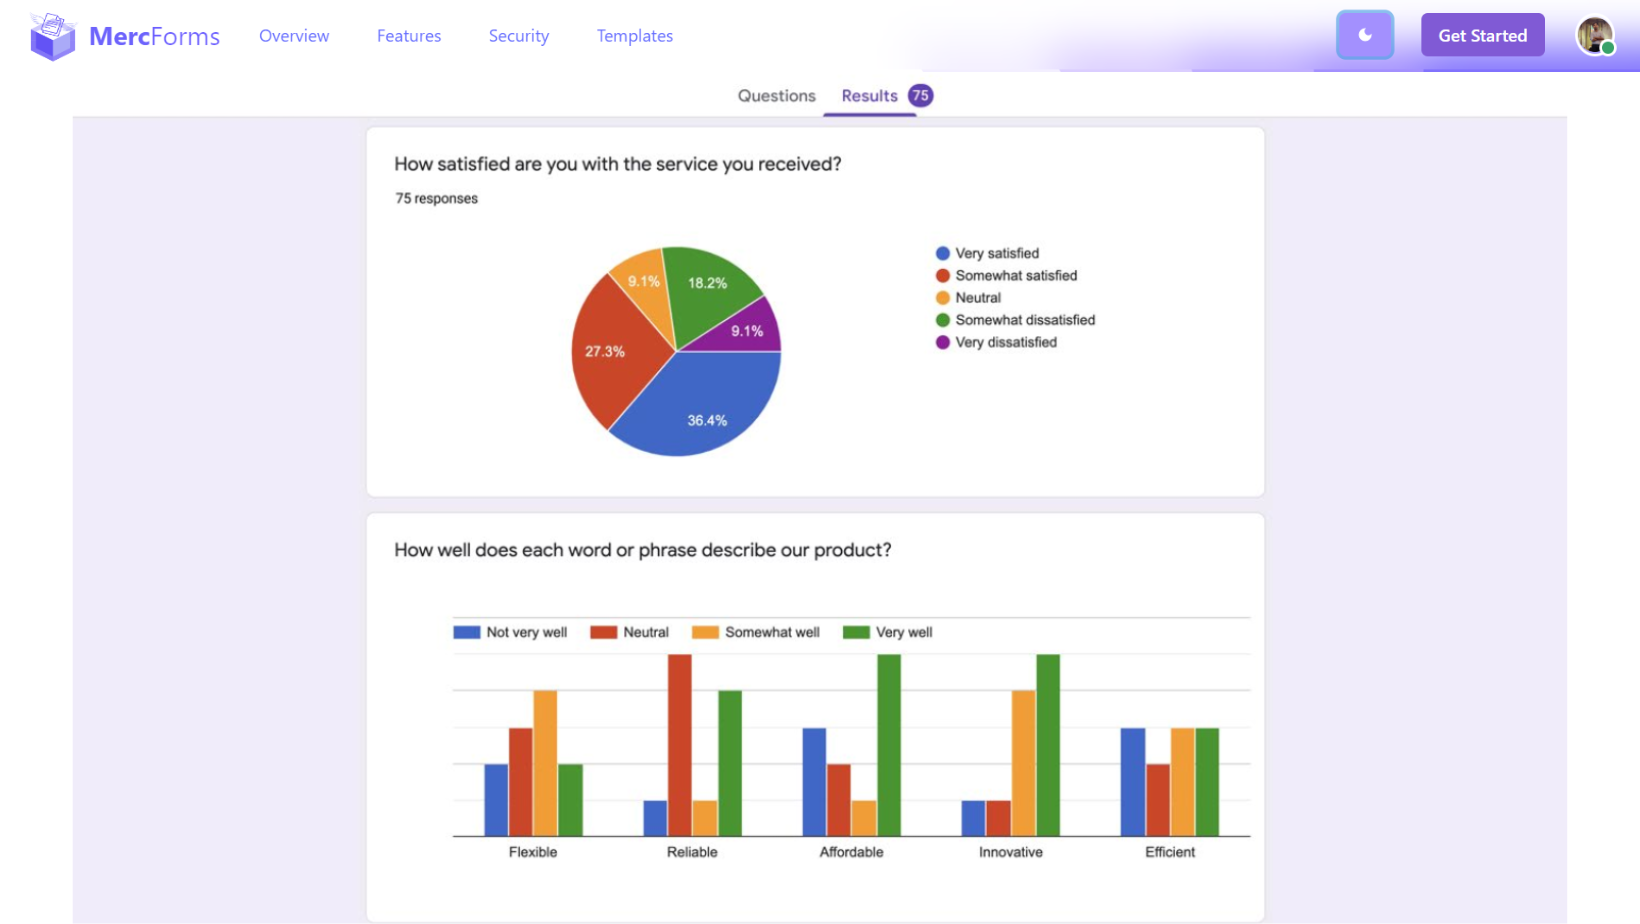 MercForms Overview Features Security Templates Get Started
Questions Results 75
How satisfied are you with the service you received?
75 responses
Very satisfied
Somewhat satisfied
Neutral
Somewhat dissatisfied
Very dissatisfied
9.1%
18.2%
9.1%
27.3%
36.4%
How well does each word or phrase describe our product?
Not very well Neutral Somewhat well Very well
Flexible Reliable Affordable Innovative Efficient